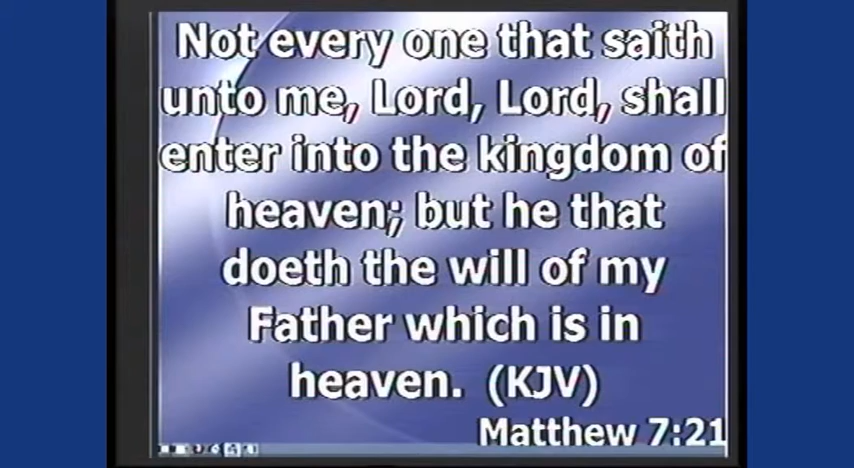 Not every one that saith
unto me, Lord, Lord, shall
enter into the kingdom of
heaven; but he that
doeth the will of my
Father which is in
heaven. (KJV)
Matthew 7:21